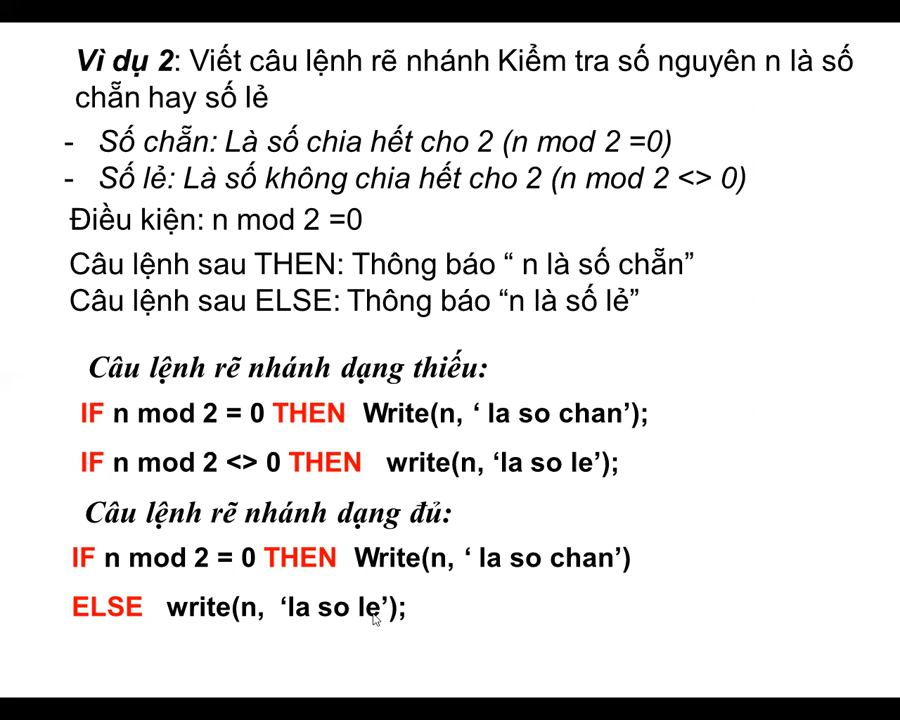 Ví dụ 2: Viết câu lệnh rẽ nhánh Kiểm tra số nguyên n là số
chẵn hay số lẻ
- Số chẵn: Là số chia hết cho 2 (n mod 2 =0)
- Số lẻ: Là số không chia hết cho 2 (n mod 2 <> 0)
Điều kiện: n mod 2 =0
Câu lệnh sau THEN: Thông báo “ n là số chẵn”
Câu lệnh sau ELSE: Thông báo “n là số lẻ”
Câu lệnh rẽ nhánh dạng thiếu:
IF n mod 2 = 0 THEN Write(n, ‘ la so chan’);
IF n mod 2 <> 0 THEN write(n, ‘la so le’);
Câu lệnh rẽ nhánh dạng đủ:
IF n mod 2 = 0 THEN Write(n, ‘ la so chan’)
ELSE write(n, ‘la so le’);